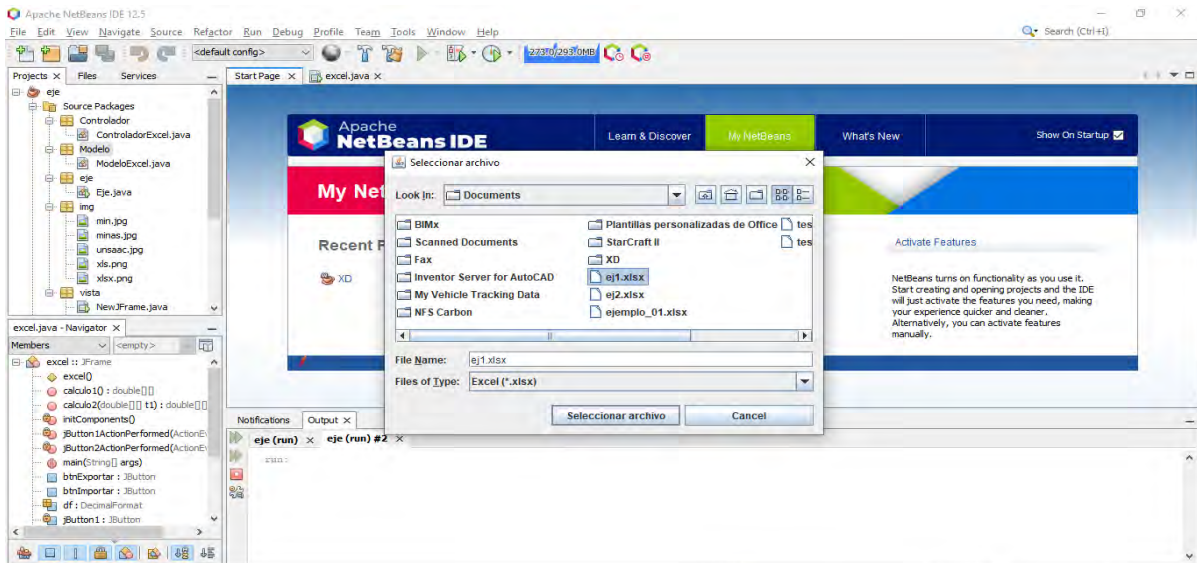 Apache NetBeans IDE 12.5
File Edit View Navigate Source Refactor Run Debug Profile Team Tools Window Help
Search (Ctrl+I)
<default config>
273.0/293.0MB
Projects Files Services
Start Page excel.java
eje
Source Packages
Controlador
ControladorExcel.java
Modelo
ModeloExcel.java
eje
Eje.java
img
min.jpg
minas.jpg
unsaac.jpg
xls.png
xlsx.png
vista
NewJFrame.java
Apache
NetBeans IDE
Learn & Discover
My NetBeans
What's New
Show On Startup
My Net
Recent P
XD
Activate Features
NetBeans turns on functionality as you use it.
Start creating and opening projects and the IDE
will just activate the features you need, making
your experience quicker and cleaner.
Alternatively, you can activate features
manually.
Seleccionar archivo
Look In: Documents
BIMx
Scanned Documents
Fax
Inventor Server for AutoCAD
My Vehicle Tracking Data
NFS Carbon
Plantillas personalizadas de Office
StarCraft II
XD
ej1.xlsx
ej2.xlsx
ejemplo_01.xlsx
tes
tes
File Name: ej1.xlsx
Files of Type: Excel (*.xlsx)
Seleccionar archivo Cancel
excel.java - Navigator
Members <empty>
excel :: JFrame
excel()
calculo1() : double[][]
calculo2(double[][] t1) : double[][]
initComponents()
jButton1ActionPerformed(ActionEv
jButton2ActionPerformed(ActionEv
main(String[] args)
btnExportar : JButton
btnImportar : JButton
df : DecimalFormat
jButton1 : JButton
Notifications Output
eje (run) eje (run) #2
run: